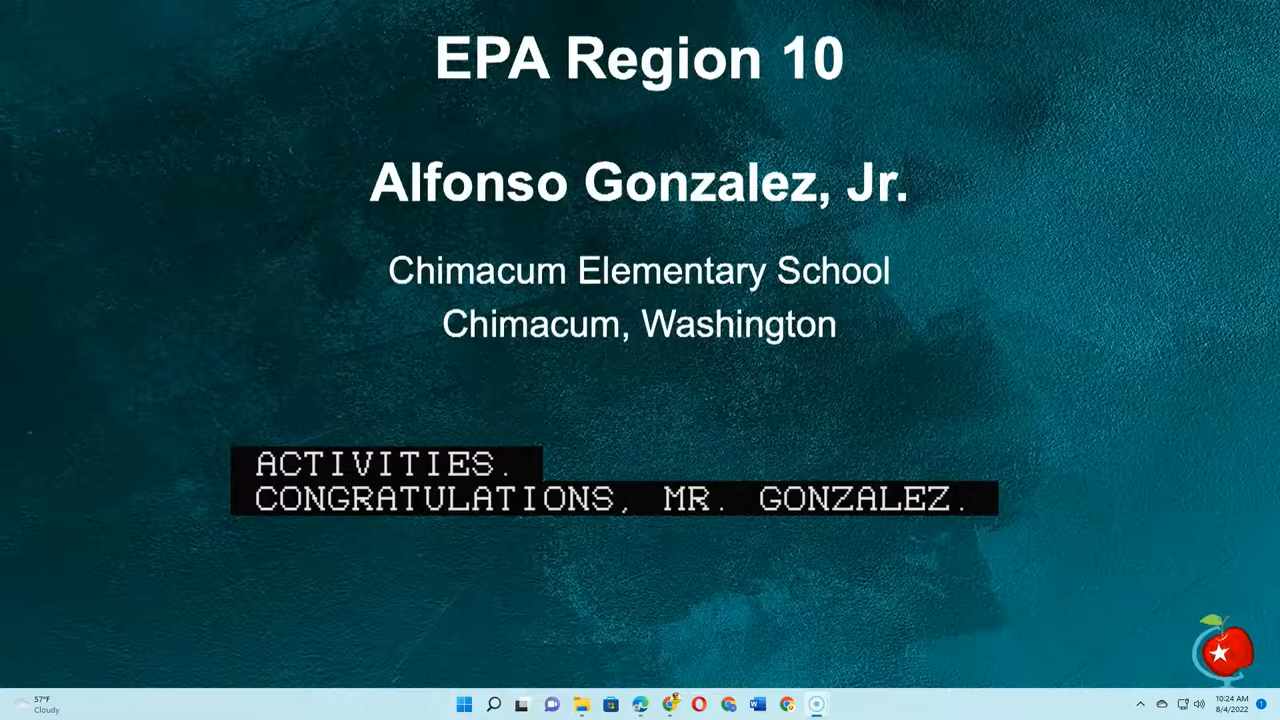 EPA Region 10
Alfonso Gonzalez, Jr.
Chimacum Elementary School
Chimacum, Washington
ACTIVITIES.
CONGRATULATIONS, MR. GONZALEZ.
57°F
Cloudy
10:24 AM
8/4/2022